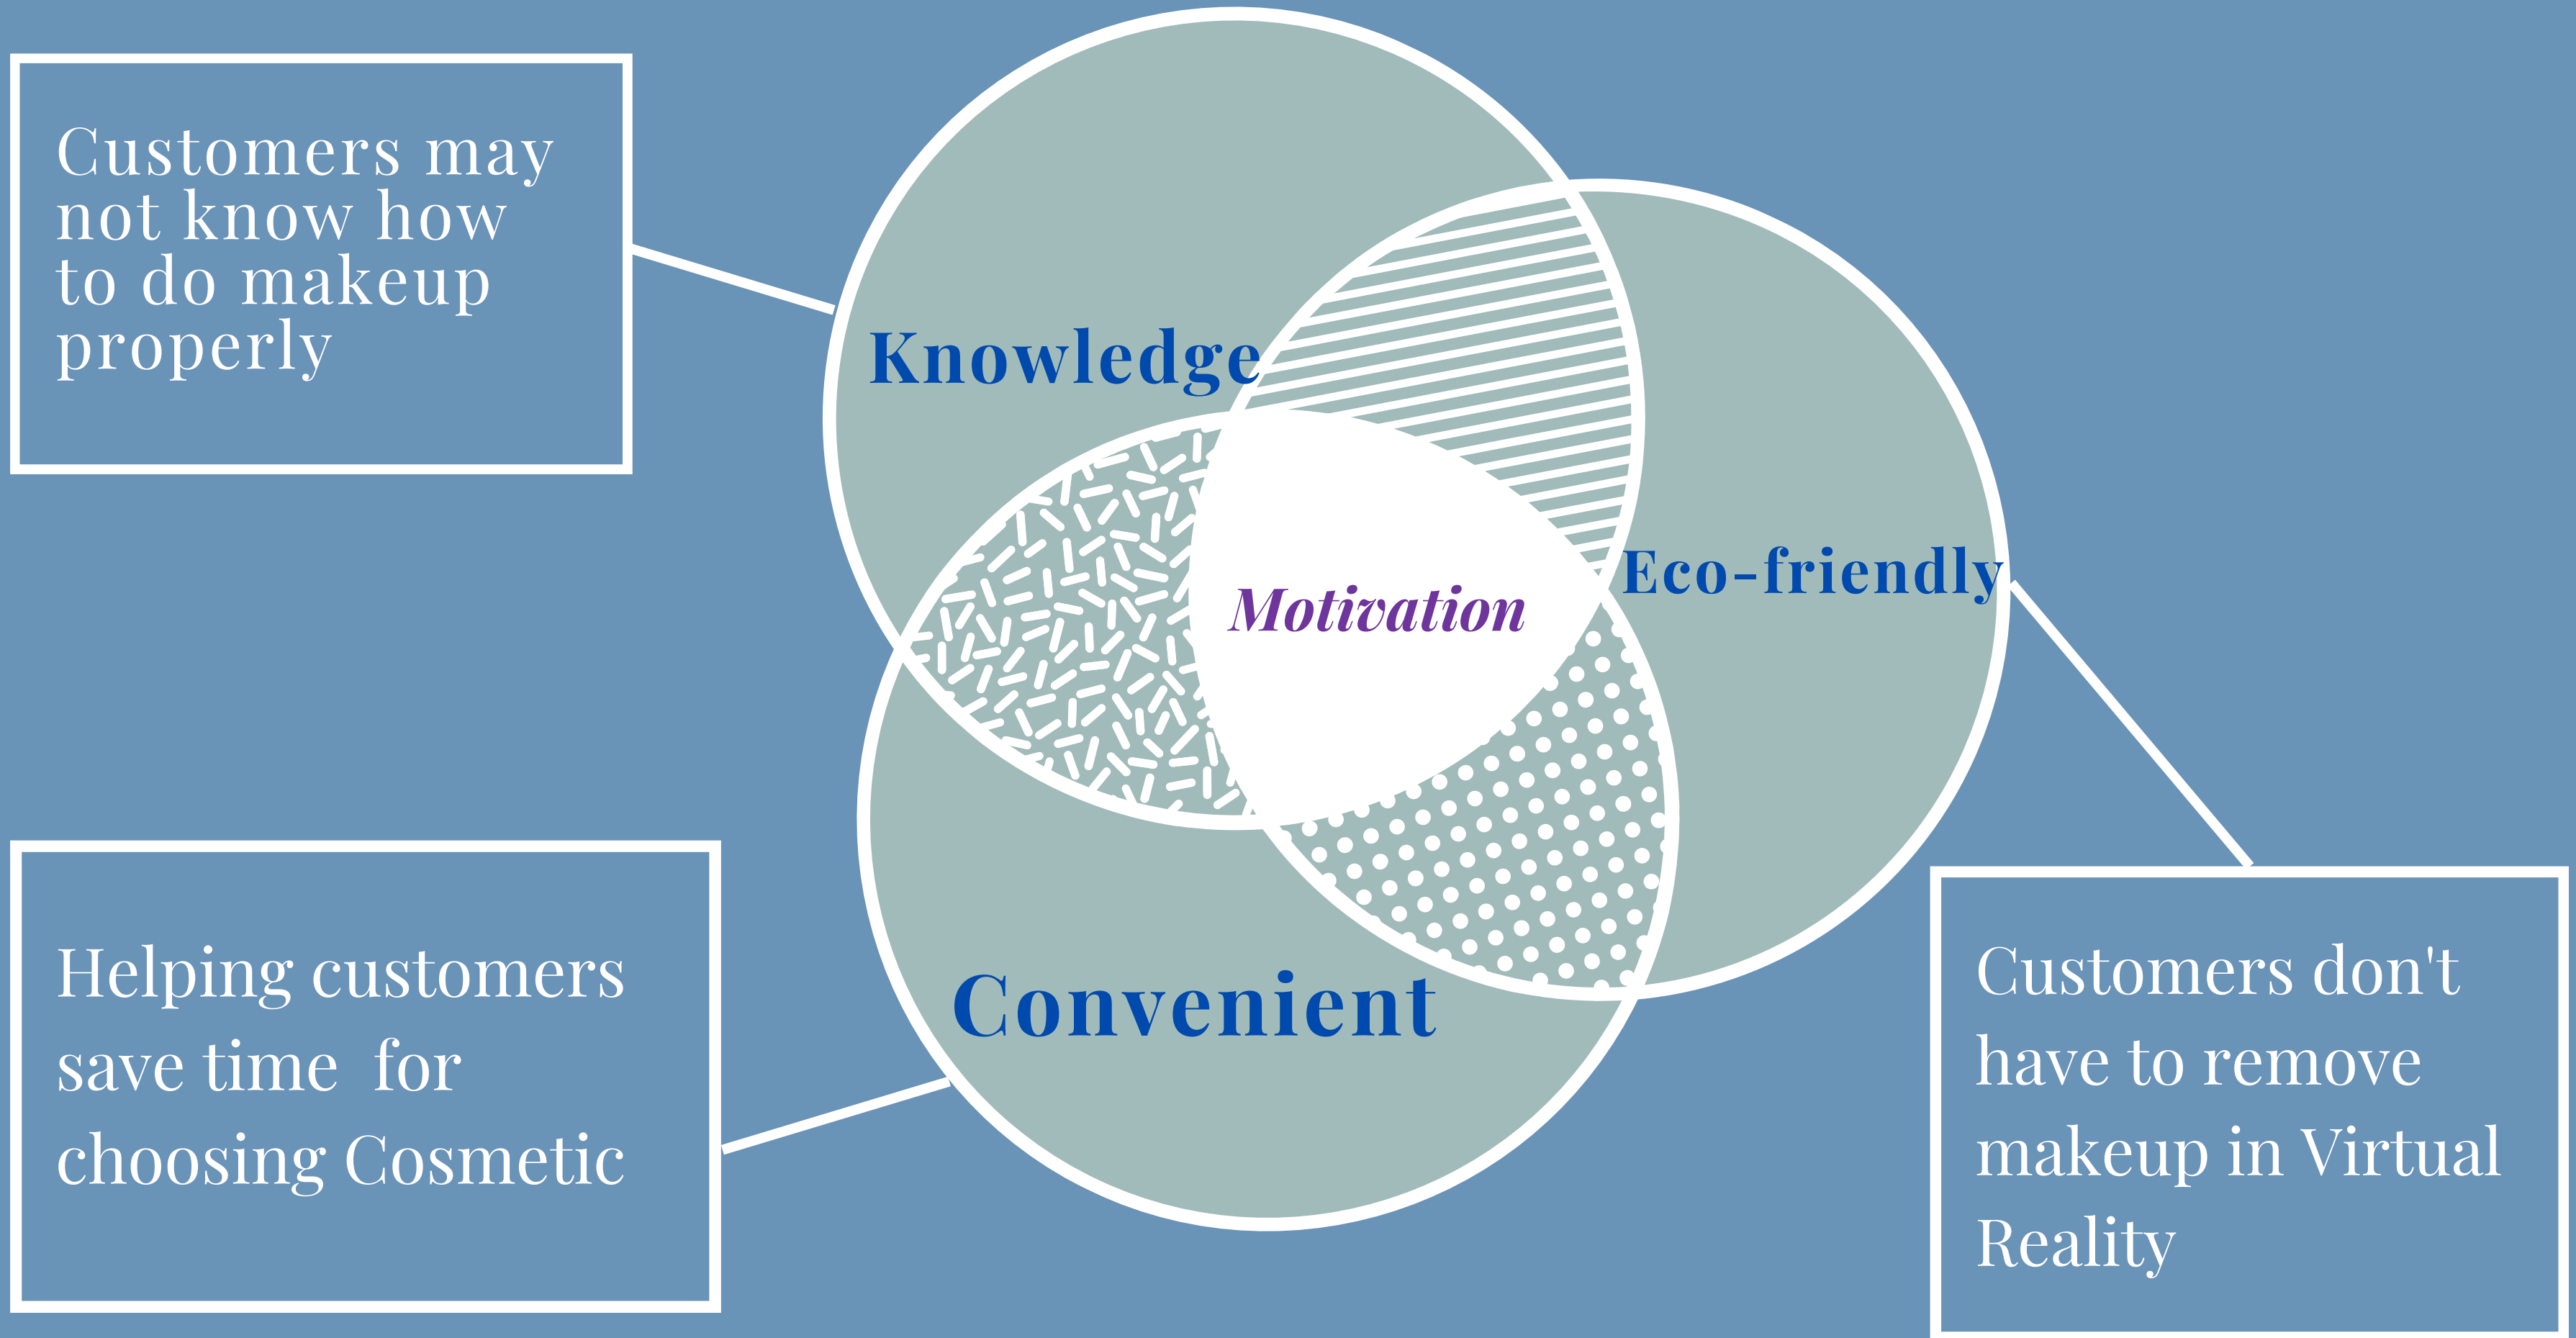 Customers may
not know how
to do makeup
properly
Knowledge
Eco-friendly
Motivation
Convenient
Helping customers
save time  for
choosing Cosmetic
Customers don't
have to remove
makeup in Virtual
Reality